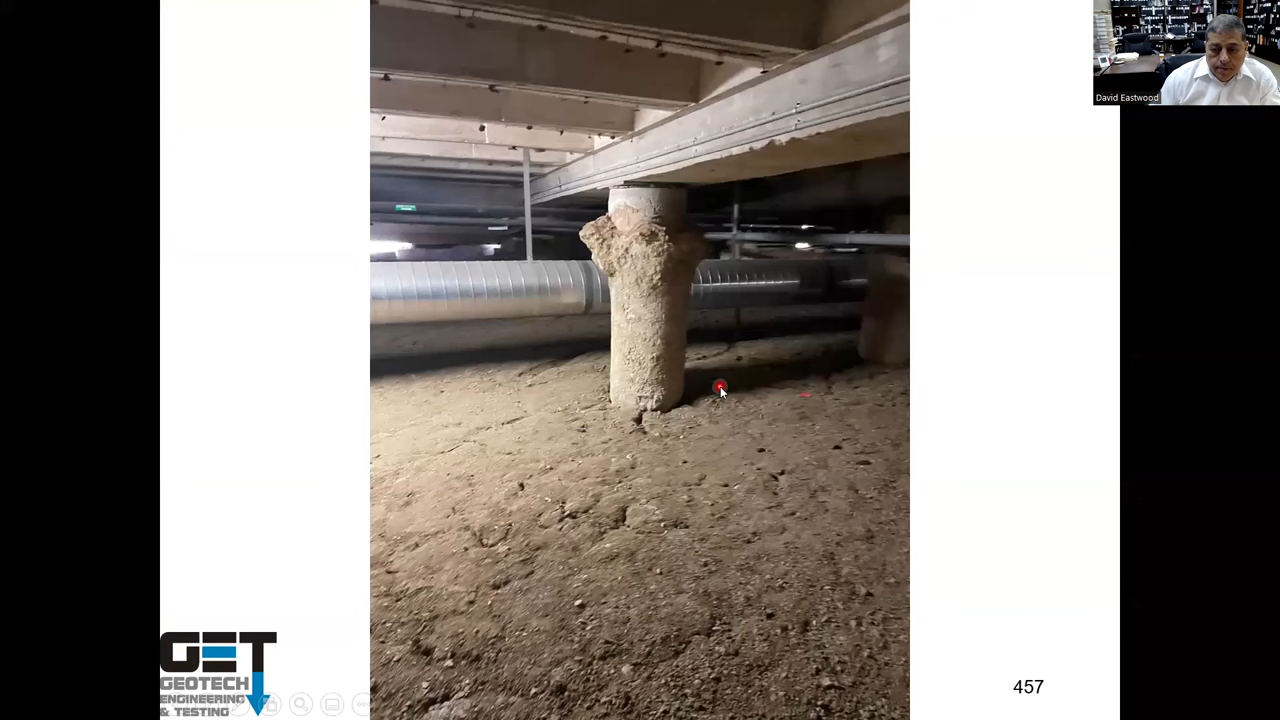 David Eastwood
GET
GEOTECH
ENGINEERING
& TESTING
457